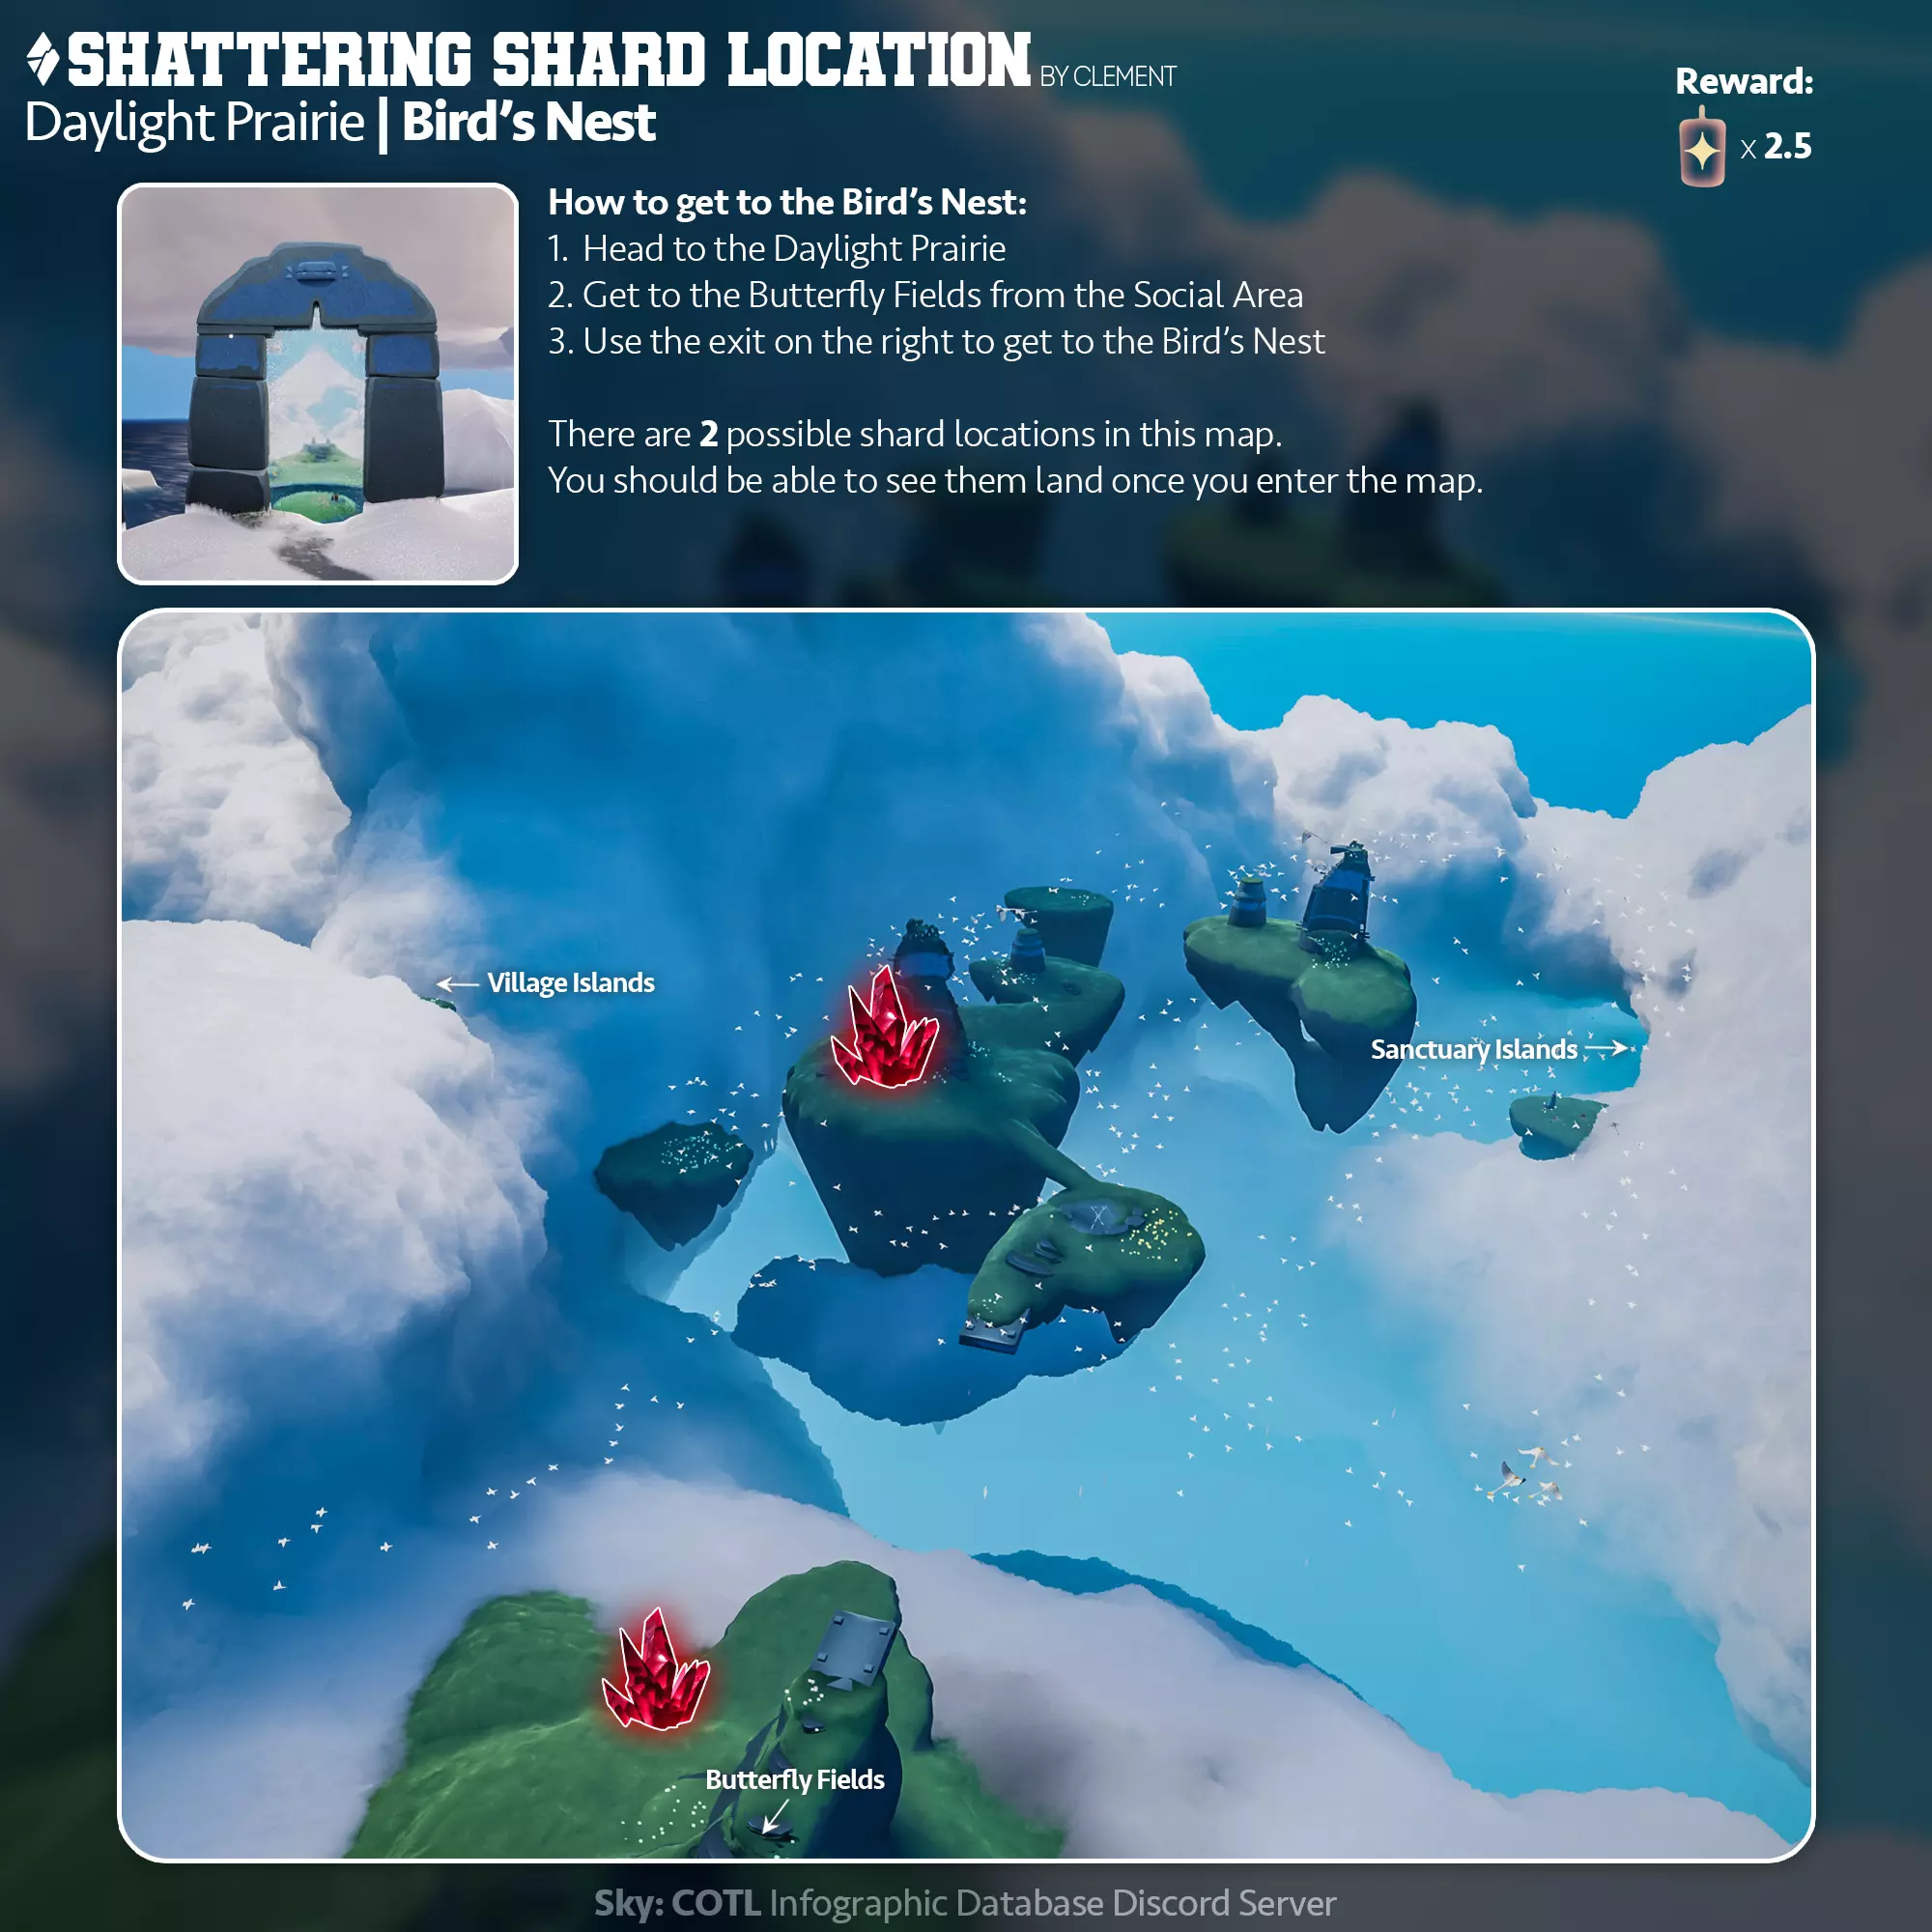 SHATTERING SHARD LOCATION BY CLEMENT
Daylight Prairie | Bird's Nest
Reward:
x 2.5
How to get to the Bird's Nest:
1. Head to the Daylight Prairie
2. Get to the Butterfly Fields from the Social Area
3. Use the exit on the right to get to the Bird's Nest
There are 2 possible shard locations in this map.
You should be able to see them land once you enter the map.
Village Islands
Sanctuary Islands
Butterfly Fields
Sky: COTL Infographic Database Discord Server